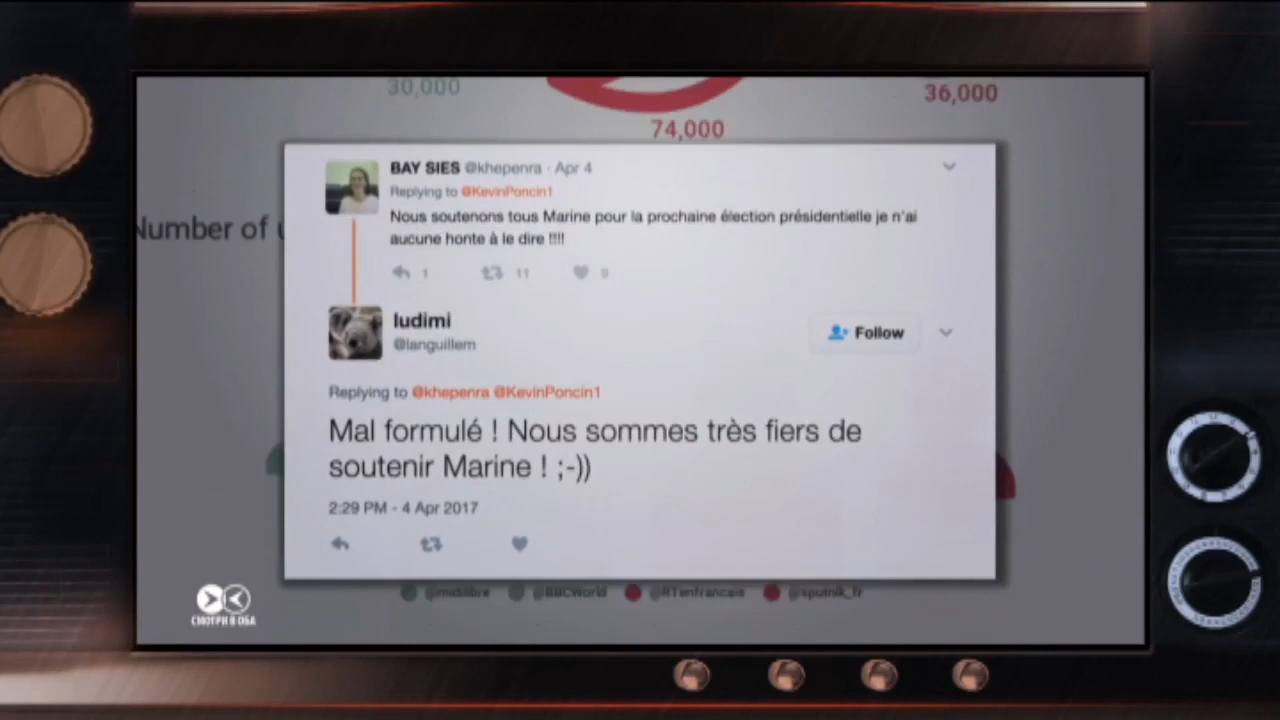 30,000
36,000
74,000
Number of
BAY SIES @khepenra · Apr 4
Replying to @KevinPoncin1
Nous soutenons tous Marine pour la prochaine élection présidentielle je n'ai
aucune honte à le dire !!!!
1 11 9
ludimi
@languillem
Follow
Replying to @khepenra @KevinPoncin1
Mal formulé ! Nous sommes très fiers de
soutenir Marine ! ;-))
2:29 PM - 4 Apr 2017
@midilibre @BBCWorld @RTenfrancais @sputnik_fr
СМОТРИ В ОБА